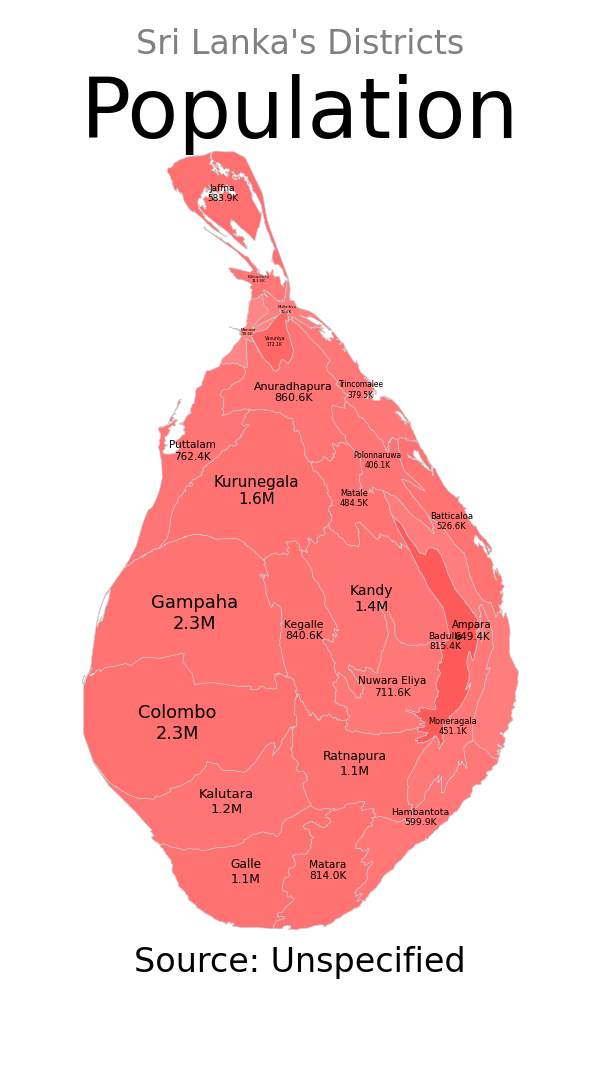 Sri Lanka's Districts
Population
Jaffna
583.9K
Kilinochchi
113.5K
Mullaitivu
Mannar
99.6K
Vavuniya
172.1K
Anuradhapura
860.6K
Trincomalee
379.5K
Puttalam
762.4K
Polonnaruwa
406.1K
Kurunegala
1.6M
Matale
484.5K
Batticaloa
526.6K
Gampaha
2.3M
Kandy
1.4M
Kegalle
840.6K
Ampara
649.4K
Badulla
815.4K
Nuwara Eliya
711.6K
Colombo
2.3M
Moneragala
451.1K
Ratnapura
1.1M
Kalutara
1.2M
Hambantota
599.9K
Galle
1.1M
Matara
814.0K
Source: Unspecified